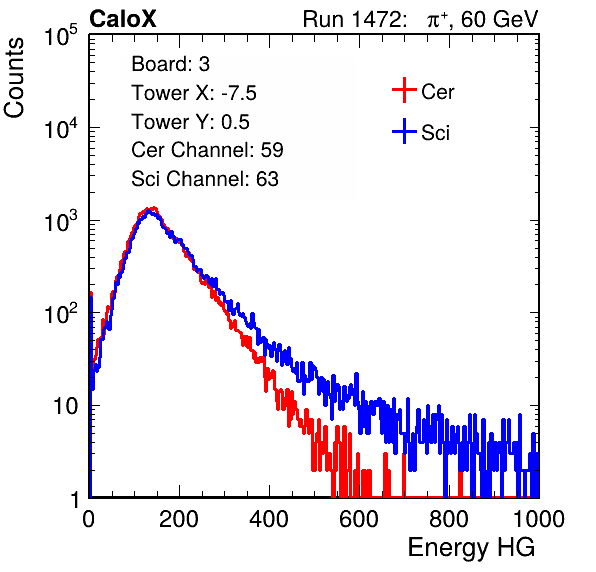 CaloX Run 1472: π⁺, 60 GeV
Board: 3
Tower X: -7.5
Tower Y: 0.5
Cer Channel: 59
Sci Channel: 63
Cer
Sci
Counts
10⁵
10⁴
10³
10²
10
1
0 200 400 600 800 1000
Energy HG